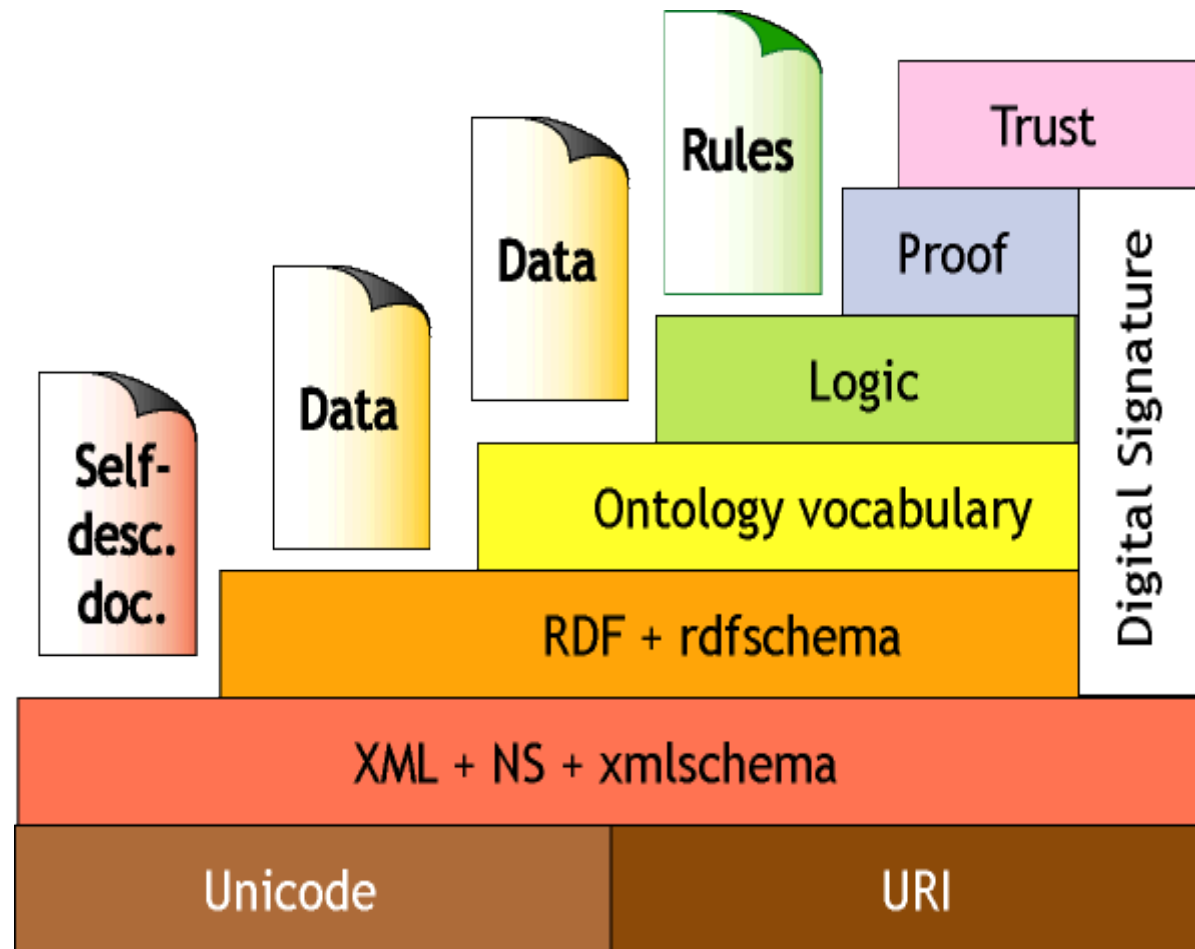 Rules
Trust
Data
Proof
Data
Logic
Self-
desc.
doc.
Ontology vocabulary
Digital Signature
RDF + rdfschema
XML + NS + xmlschema
Unicode
URI